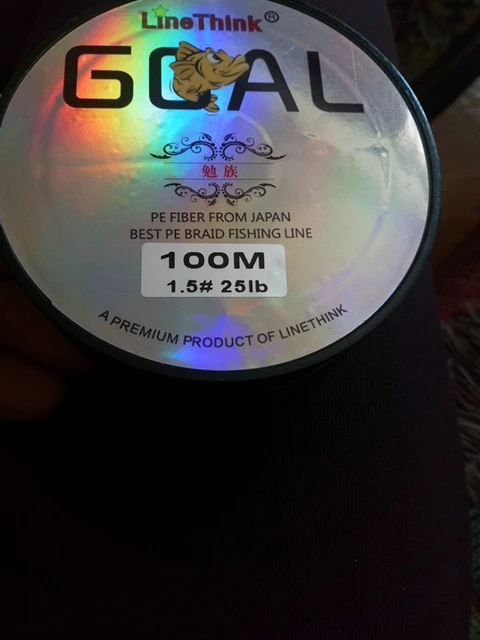 LineThink®
GOAL
勉族
PE FIBER FROM JAPAN
BEST PE BRAID FISHING LINE
100M
1.5# 25lb
A PREMIUM PRODUCT OF LINETHINK